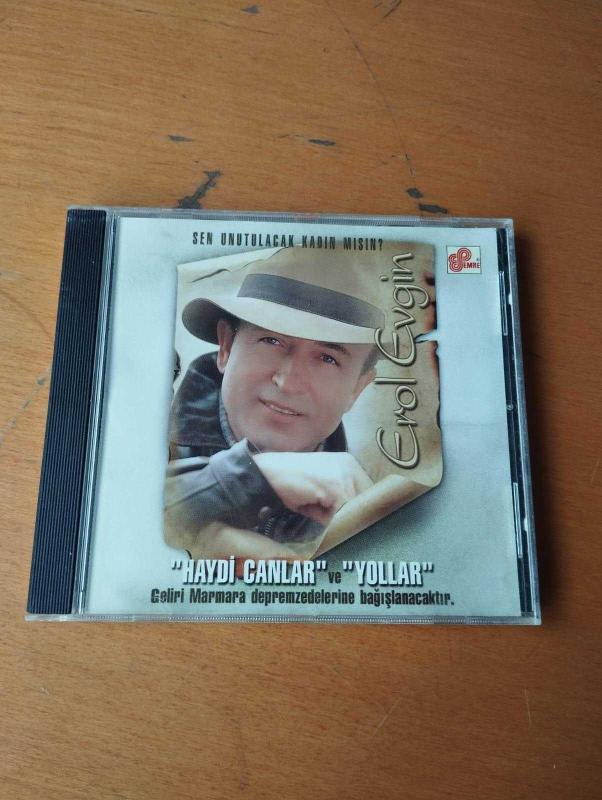 SEN UNUTULACAK KADIN MISIN?
EMRE
Erol Evgin
"HAYDİ CANLAR" ve "YOLLAR"
Geliri Marmara depremzedelerine bağışlanacaktır.